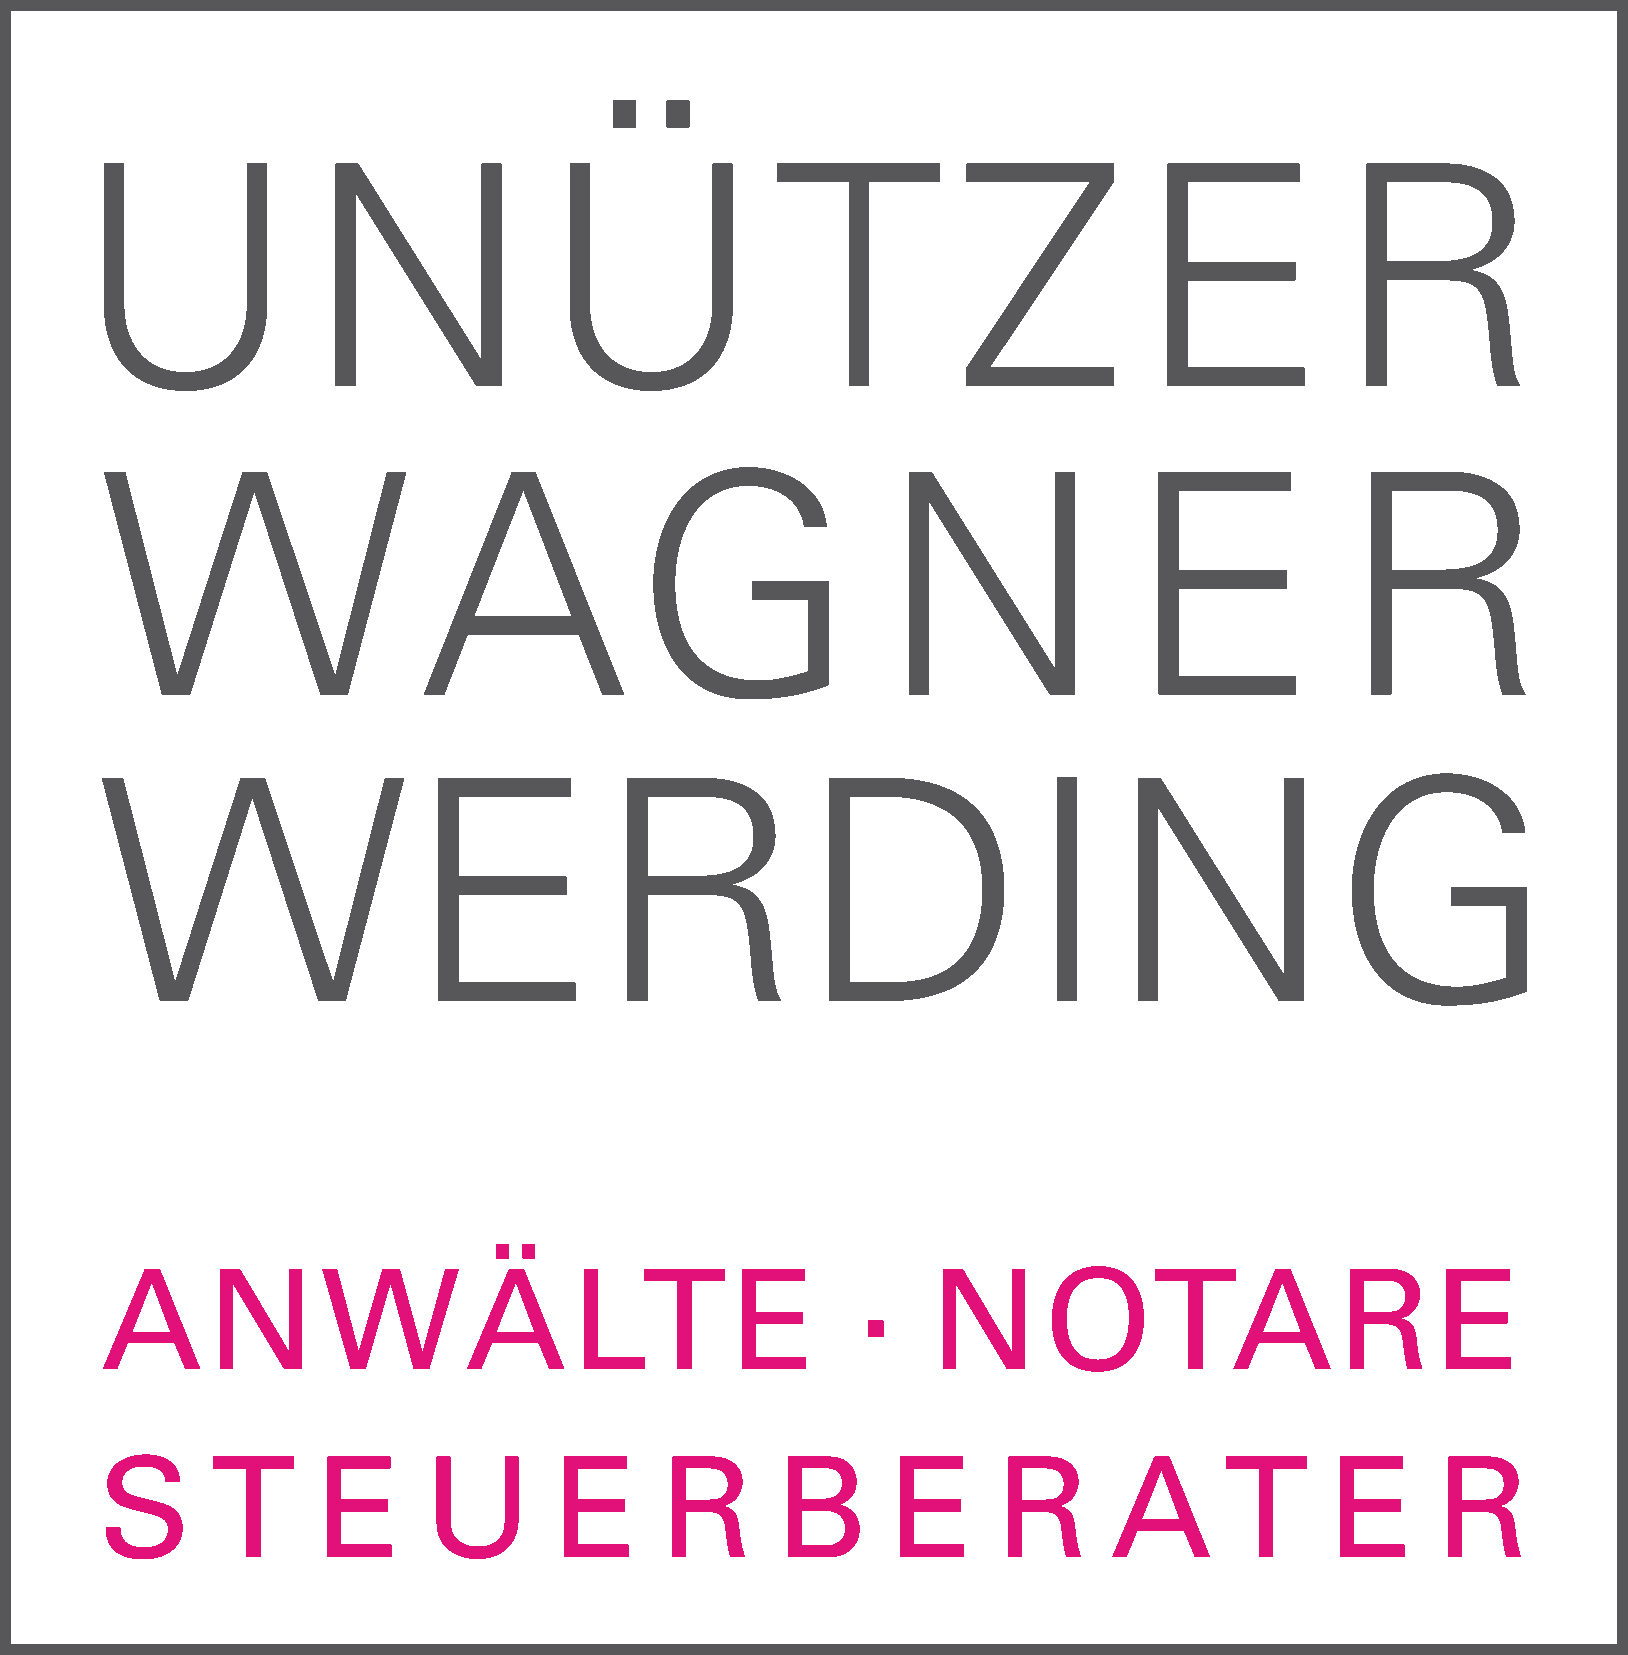 UNÜTZER
WAGNER
WERDING
ANWÄLTE · NOTARE
STEUERBERATER